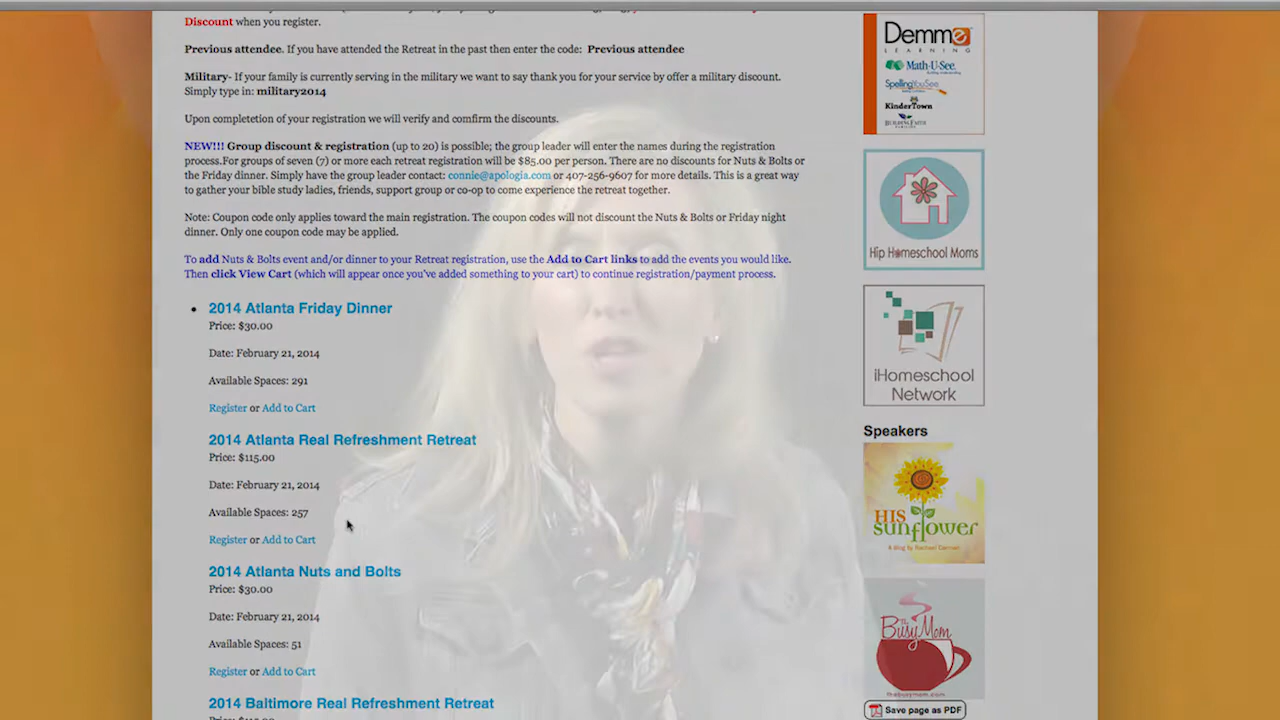 Discount when you register.
Previous attendee. If you have attended the Retreat in the past then enter the code:  Previous attendee
Military- If your family is currently serving in the military we want to say thank you for your service by offer a military discount.
Simply type in: military2014
Upon completetion of your registration we will verify and confirm the discounts.
NEW!!! Group discount & registration (up to 20) is possible; the group leader will enter the names during the registration
process.For groups of seven (7) or more each retreat registration will be $85.00 per person. There are no discounts for Nuts & Bolts or
the Friday dinner. Simply have the group leader contact: connie@apologia.com or 407-256-9607 for more details. This is a great way
to gather your bible study ladies, friends, support group or co-op to come experience the retreat together.
Note: Coupon code only applies toward the main registration. The coupon codes will not discount the Nuts & Bolts or Friday night
dinner. Only one coupon code may be applied.
To add Nuts & Bolts event and/or dinner to your Retreat registration, use the Add to Cart links to add the events you would like.
Then click View Cart (which will appear once you've added something to your cart) to continue registration/payment process.
2014 Atlanta Friday Dinner
Price: $30.00
Date: February 21, 2014
Available Spaces: 291
Register or Add to Cart
2014 Atlanta Real Refreshment Retreat
Price: $115.00
Date: February 21, 2014
Available Spaces: 257
Register or Add to Cart
2014 Atlanta Nuts and Bolts
Price: $30.00
Date: February 21, 2014
Available Spaces: 51
Register or Add to Cart
2014 Baltimore Real Refreshment Retreat
Demme
LEARNING
Math-U-See
SpellingYouSee
KinderTown
BUILDING FAITH
FAMILIES
Hip Homeschool Moms
iHomeschool
Network
Speakers
HIS
sunflower
A blog by Rachael Carman
The
Busy Mom
thebusymom.com
Save page as PDF